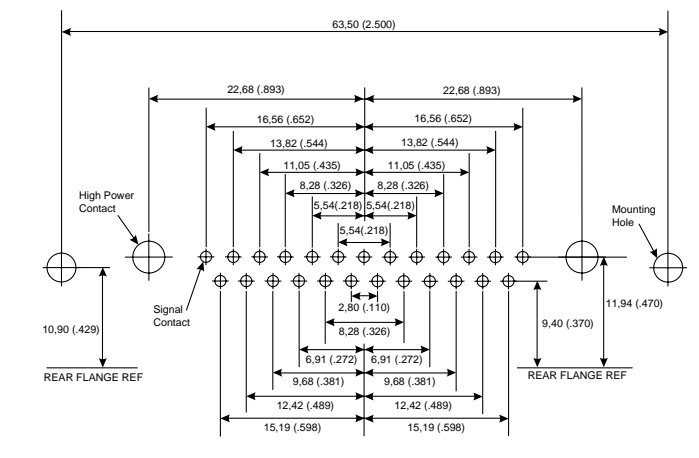 63,50 (2.500)
22,68 (.893) 22,68 (.893)
16,56 (.652) 16,56 (.652)
13,82 (.544) 13,82 (.544)
11,05 (.435) 11,05 (.435)
8,28 (.326) 8,28 (.326)
5,54(.218) 5,54(.218)
5,54(.218)
High Power
Contact
Mounting
Hole
Signal
Contact
2,80 (.110)
8,28 (.326)
10,90 (.429)
11,94 (.470)
9,40 (.370)
6,91 (.272) 6,91 (.272)
REAR FLANGE REF REAR FLANGE REF
9,68 (.381) 9,68 (.381)
12,42 (.489) 12,42 (.489)
15,19 (.598) 15,19 (.598)